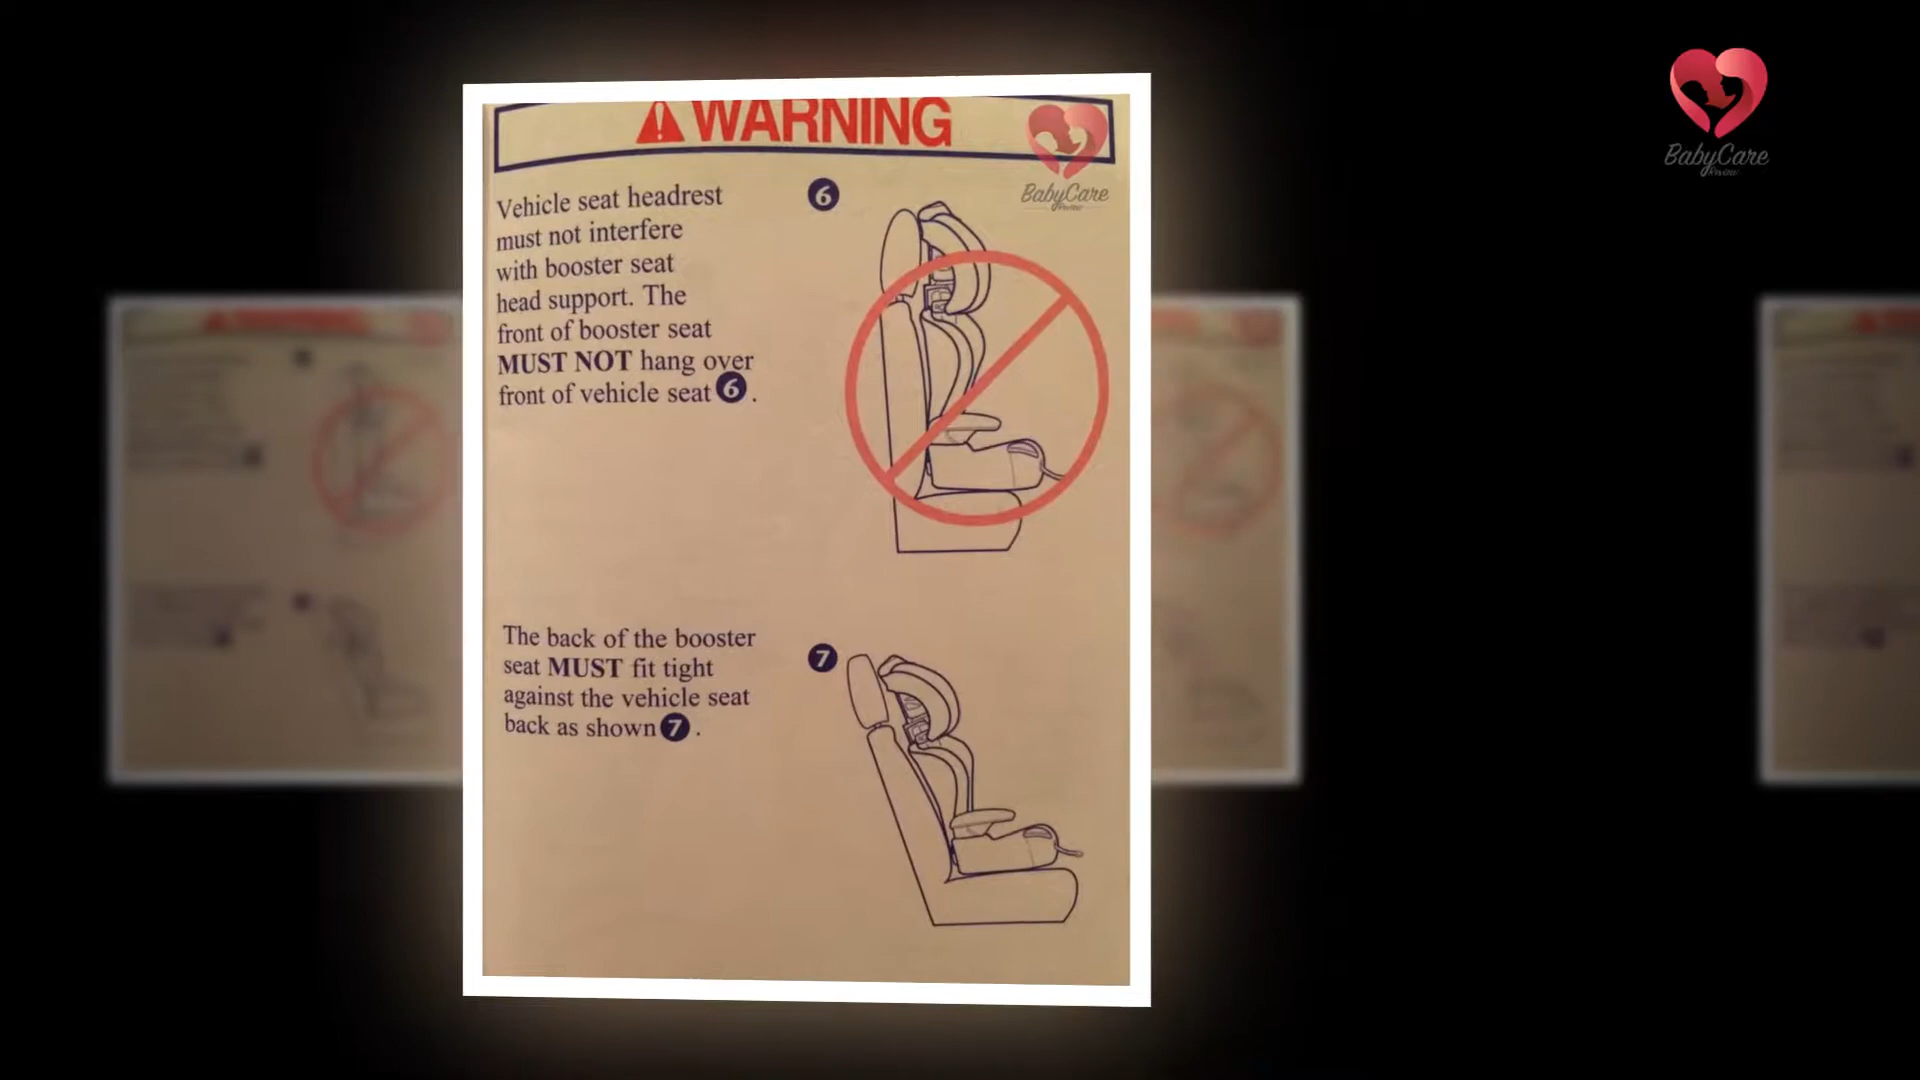 WARNING
BabyCare
Review
Vehicle seat headrest
must not interfere
with booster seat
head support. The
front of booster seat
MUST NOT hang over
front of vehicle seat 6 .
6
The back of the booster
seat MUST fit tight
against the vehicle seat
back as shown 7 .
7
BabyCare
Review